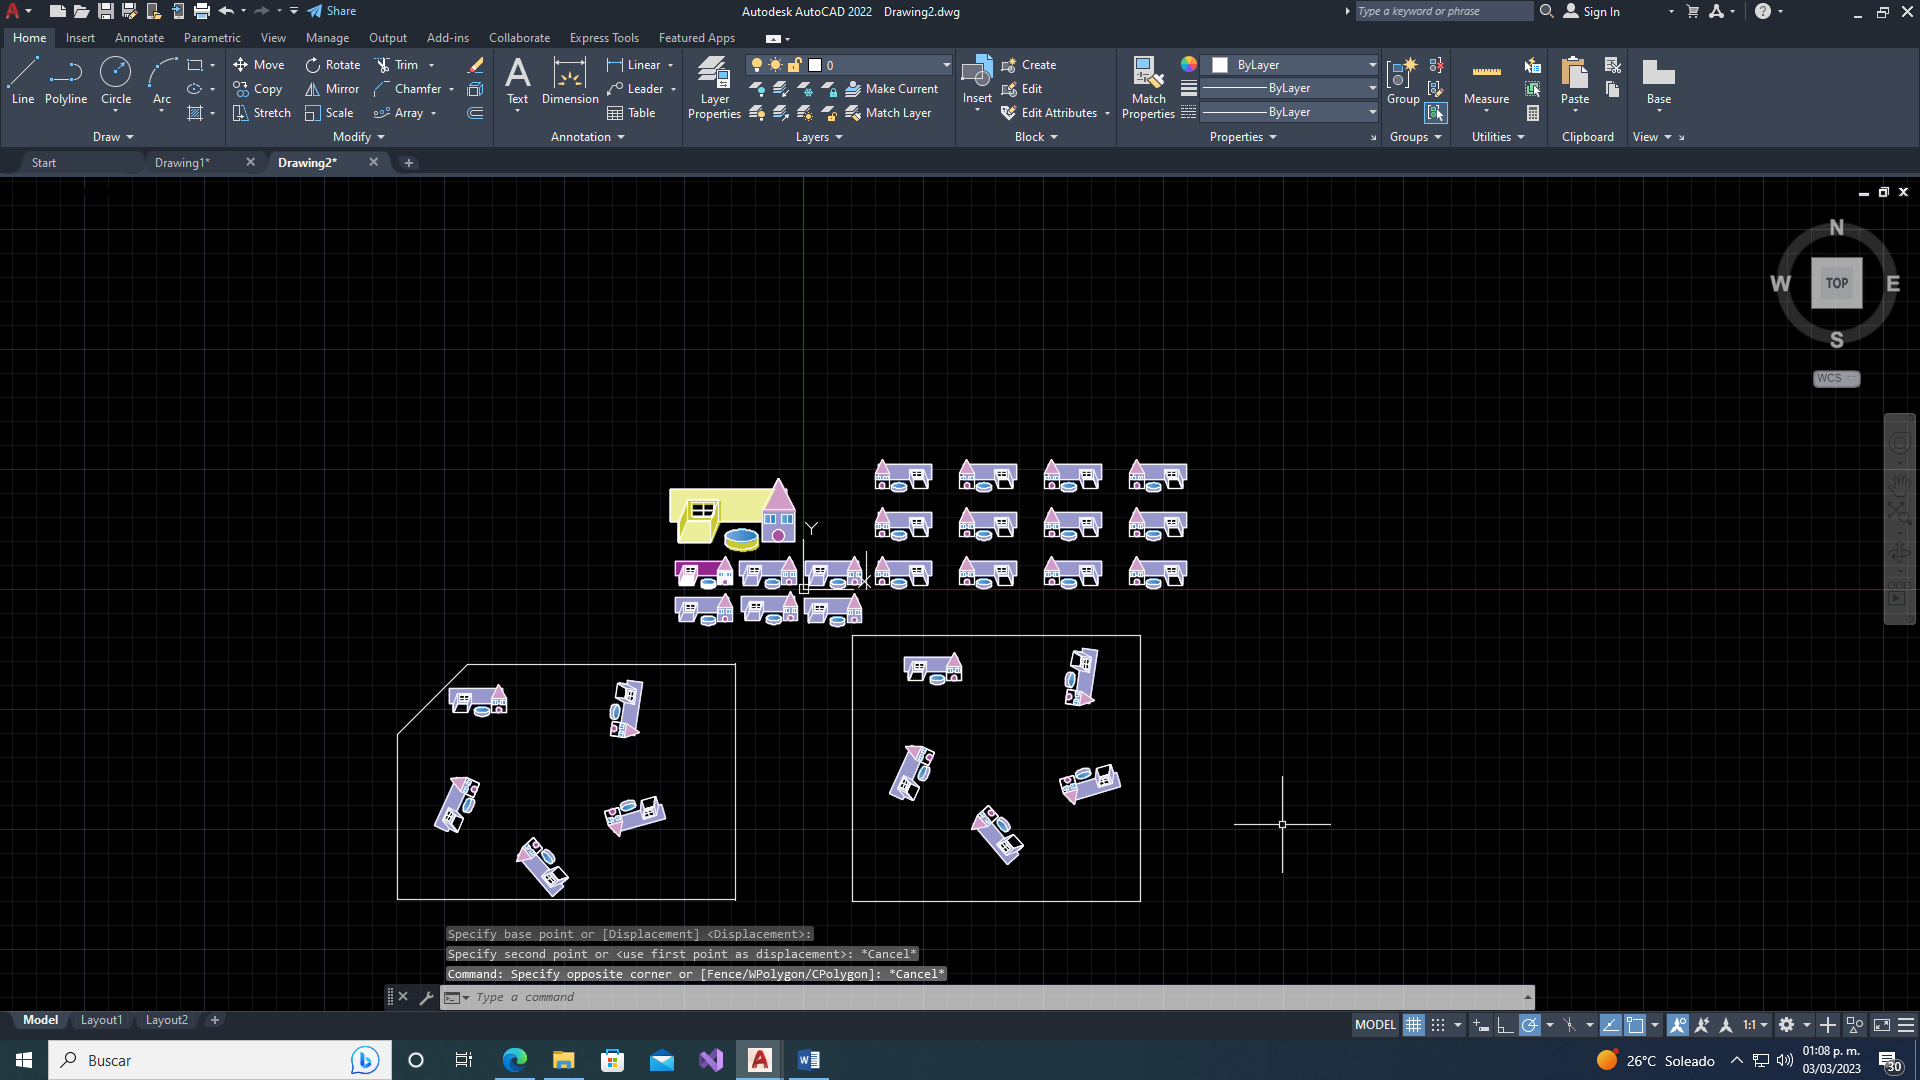 Share
Autodesk AutoCAD 2022 Drawing2.dwg
Type a keyword or phrase
Sign In
Home Insert Annotate Parametric View Manage Output Add-ins Collaborate Express Tools Featured Apps
Line
Polyline
Circle
Arc
Draw
Move
Rotate
Trim
Copy
Mirror
Chamfer
Stretch
Scale
Array
Modify
Text
Dimension
Linear
Leader
Table
Annotation
Layer
Properties
0
Make Current
Match Layer
Layers
Insert
Create
Edit
Edit Attributes
Block
Match
Properties
ByLayer
ByLayer
ByLayer
Properties
Group
Groups
Measure
Utilities
Paste
Clipboard
Base
View
Start
Drawing1*
Drawing2*
N
W
TOP
E
S
WCS
Y
X
Specify base point or [Displacement] <Displacement>:
Specify second point or <use first point as displacement>: *Cancel*
Command: Specify opposite corner or [Fence/WPolygon/CPolygon]: *Cancel*
Type a command
Model Layout1 Layout2
MODEL
1:1
Buscar
26°C Soleado
01:08 p. m.
03/03/2023
30